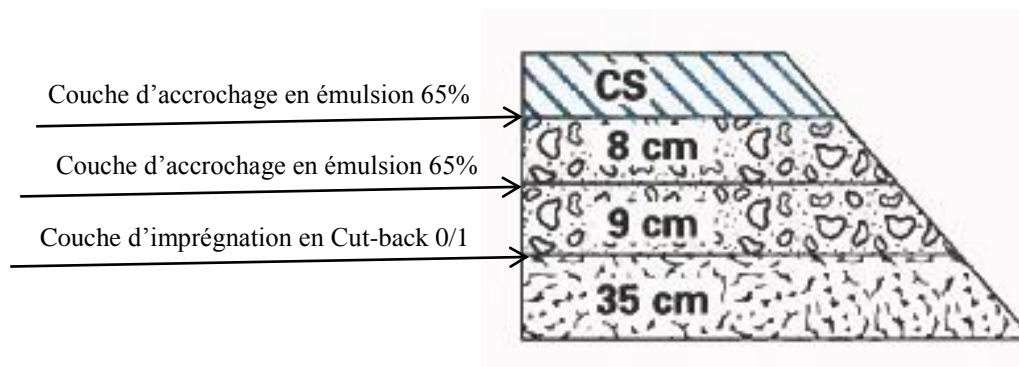 CS
Couche d’accrochage en émulsion 65%
8 cm
Couche d’accrochage en émulsion 65%
9 cm
Couche d’imprégnation en Cut-back 0/1
35 cm